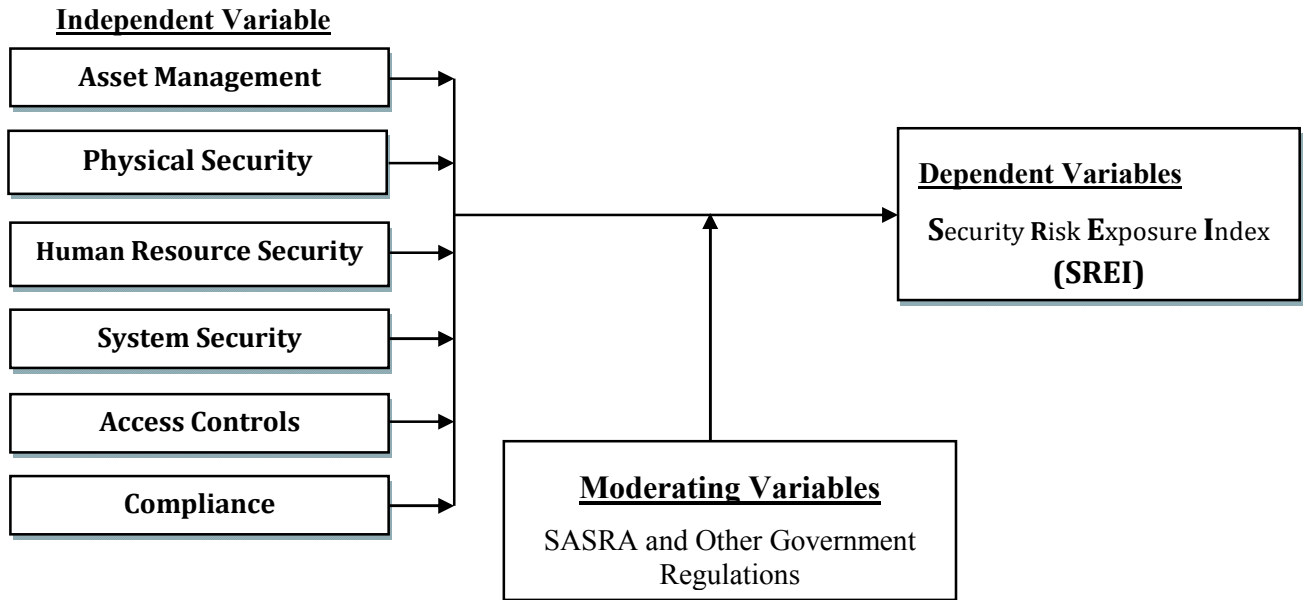 Independent Variable
Asset Management
Physical Security
Human Resource Security
System Security
Access Controls
Compliance
Dependent Variables
Security Risk Exposure Index
(SREI)
Moderating Variables
SASRA and Other Government
Regulations